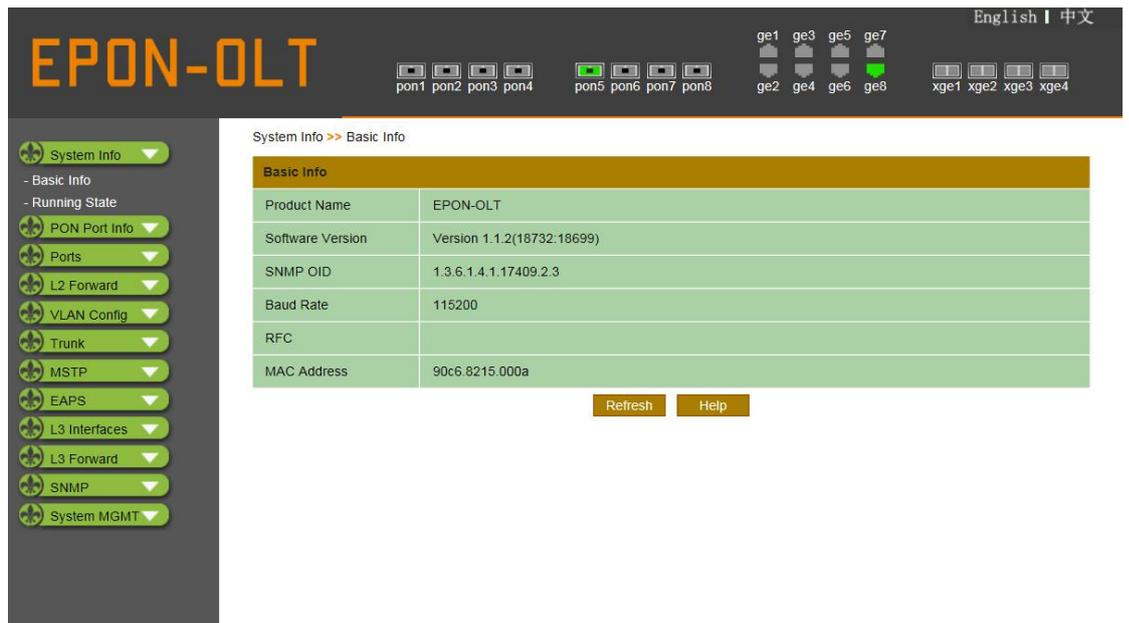 English | 中文
EPON-OLT
ge1 ge3 ge5 ge7
pon1 pon2 pon3 pon4 pon5 pon6 pon7 pon8 ge2 ge4 ge6 ge8 xge1 xge2 xge3 xge4
System Info
- Basic Info
- Running State
PON Port Info
Ports
L2 Forward
VLAN Config
Trunk
MSTP
EAPS
L3 Interfaces
L3 Forward
SNMP
System MGMT
System Info >> Basic Info
Basic Info
Product Name EPON-OLT
Software Version Version 1.1.2(18732:18699)
SNMP OID 1.3.6.1.4.1.17409.2.3
Baud Rate 115200
RFC
MAC Address 90c6.8215.000a
Refresh Help